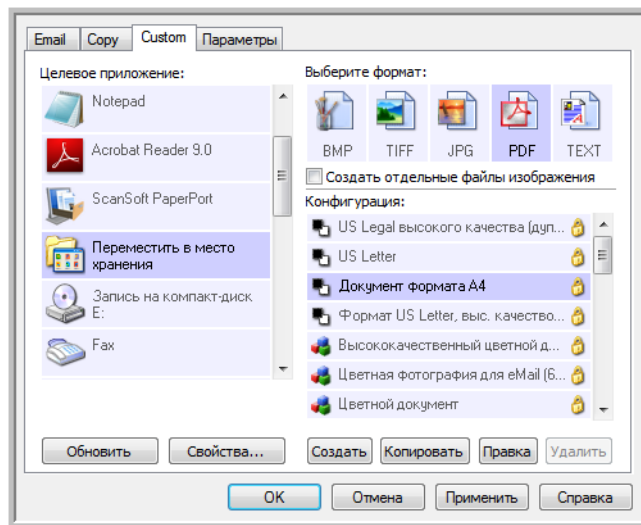 Email Copy Custom Параметры
Целевое приложение:
Notepad
Acrobat Reader 9.0
ScanSoft PaperPort
Переместить в место
хранения
Запись на компакт-диск
E:
Fax
Обновить Свойства...
Выберите формат:
BMP TIFF JPG PDF TEXT
Создать отдельные файлы изображения
Конфигурация:
US Legal высокого качества (дуп...
US Letter
Документ формата A4
Формат US Letter, выс. качество...
Высококачественный цветной д...
Цветная фотография для eMail (6...
Цветной документ
Создать Копировать Правка Удалить
OK Отмена Применить Справка